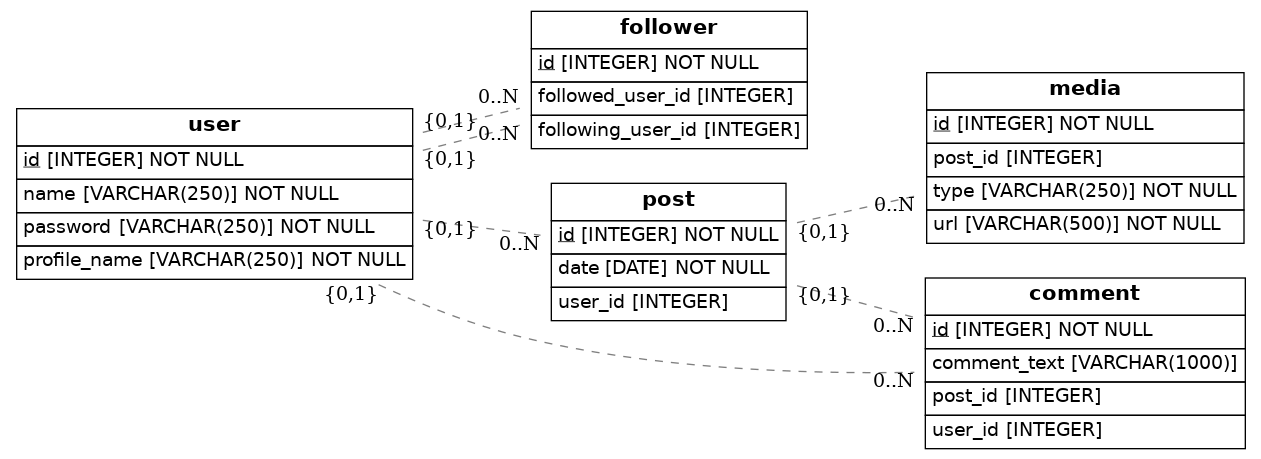 follower
id [INTEGER] NOT NULL
followed_user_id [INTEGER]
following_user_id [INTEGER]
user
id [INTEGER] NOT NULL
name [VARCHAR(250)] NOT NULL
password [VARCHAR(250)] NOT NULL
profile_name [VARCHAR(250)] NOT NULL
0..N
{0,1}
0..N
{0,1}
{0,1}
0..N
{0,1}
post
id [INTEGER] NOT NULL
date [DATE] NOT NULL
user_id [INTEGER]
0..N
{0,1}
{0,1}
0..N
0..N
media
id [INTEGER] NOT NULL
post_id [INTEGER]
type [VARCHAR(250)] NOT NULL
url [VARCHAR(500)] NOT NULL
comment
id [INTEGER] NOT NULL
comment_text [VARCHAR(1000)]
post_id [INTEGER]
user_id [INTEGER]